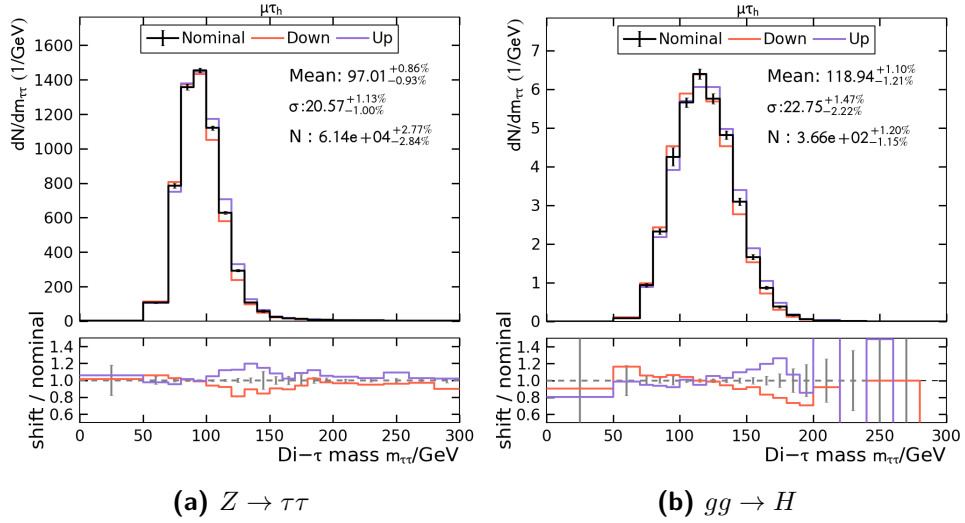 μτh
Nominal Down Up
dN/dmττ (1/GeV)
1600
1400
1200
1000
800
600
400
200
0
Mean: 97.01 +0.86% −0.93%
σ:20.57 +1.13% −1.00%
N : 6.14e+04 +2.77% −2.84%
shift / nominal
1.4
1.2
1.0
0.8
0.6
0 50 100 150 200 250 300
Di−τ mass mττ/GeV
(a) Z → ττ
μτh
Nominal Down Up
dN/dmττ (1/GeV)
7
6
5
4
3
2
1
0
Mean: 118.94 +1.10% −1.21%
σ:22.75 +1.47% −2.22%
N : 3.66e+02 +1.20% −1.15%
shift / nominal
1.4
1.2
1.0
0.8
0.6
0 50 100 150 200 250 300
Di−τ mass mττ/GeV
(b) gg → H